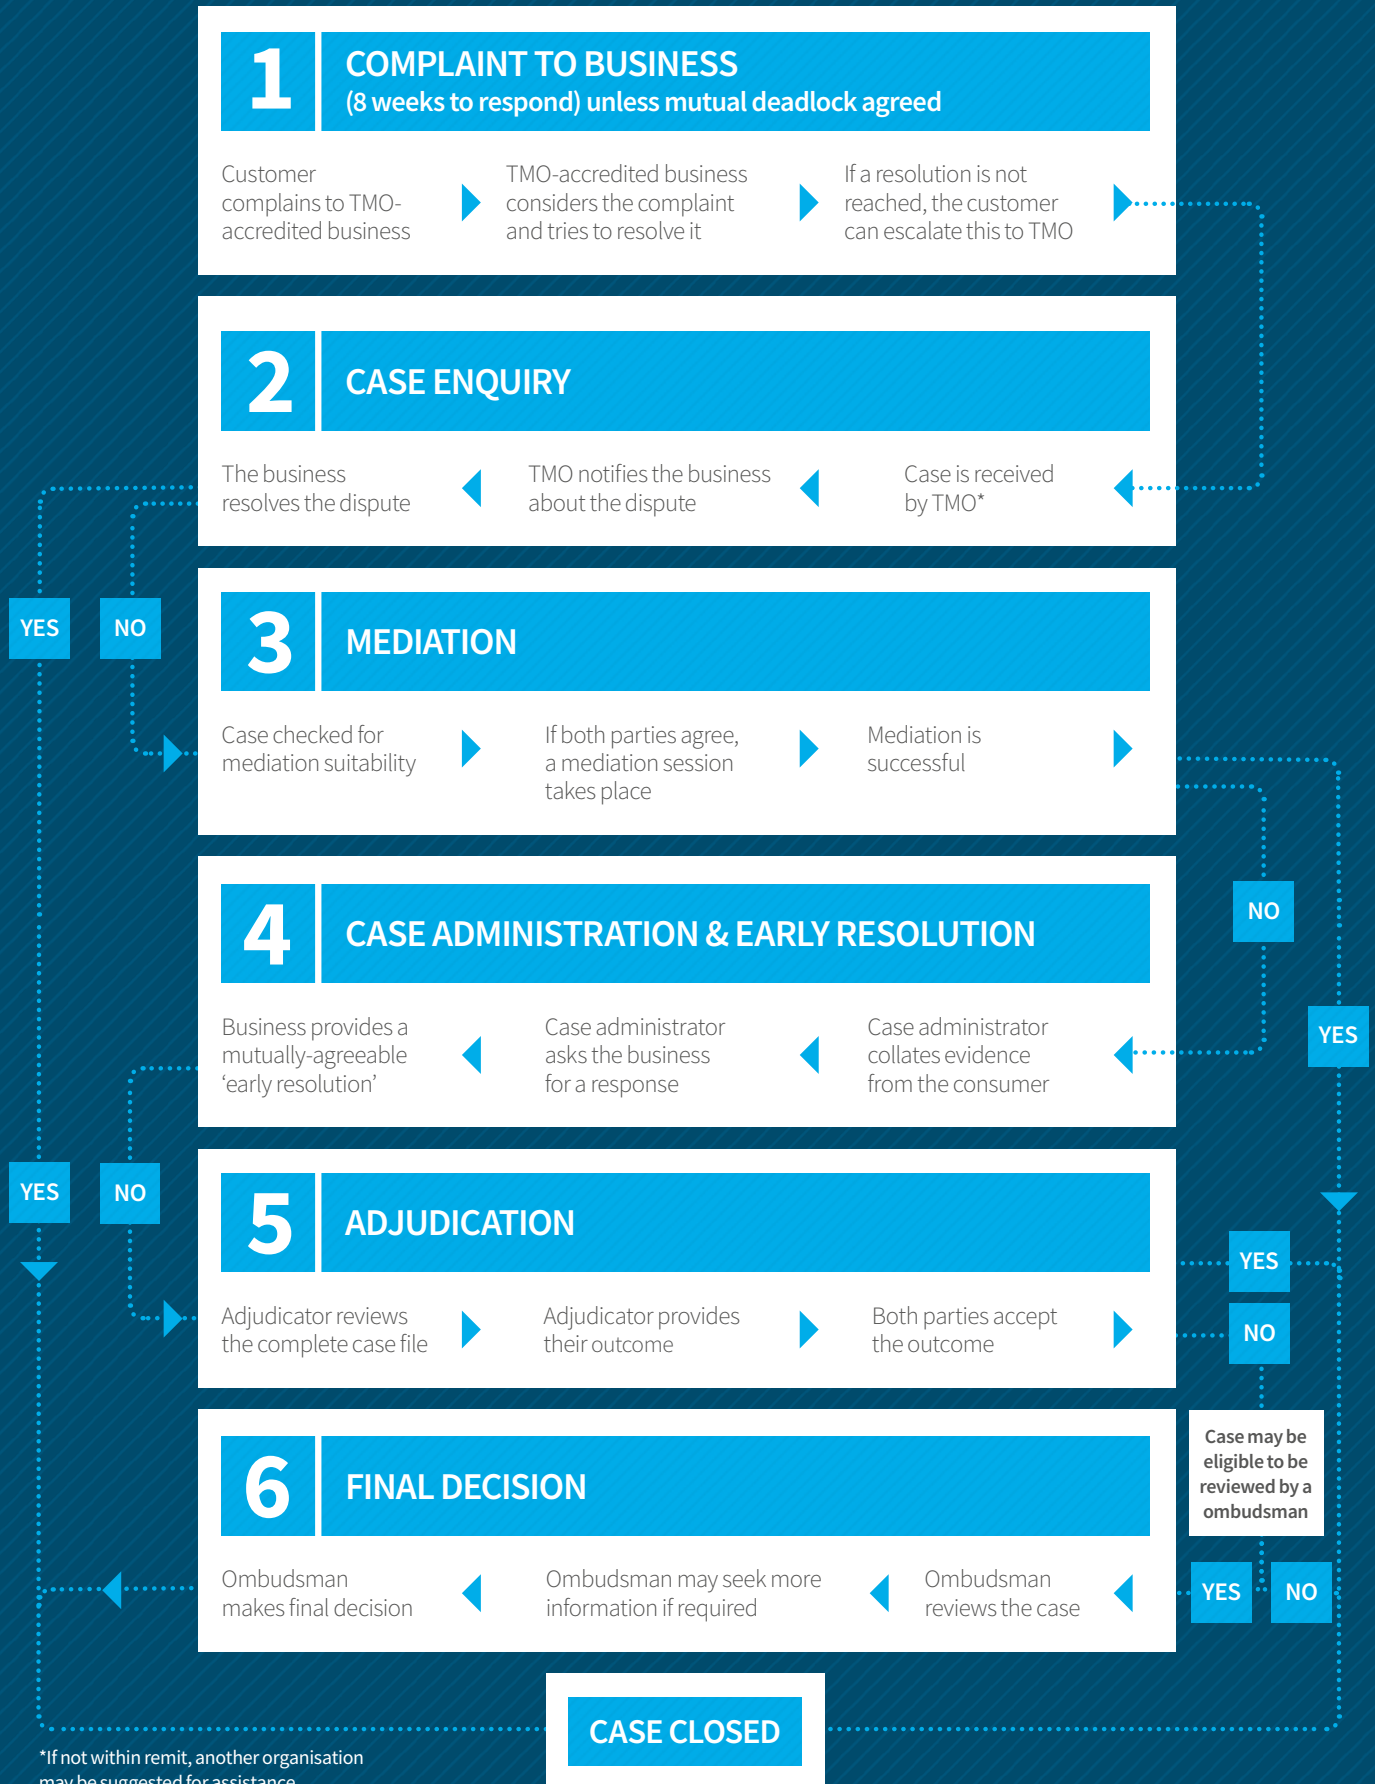 1
COMPLAINT TO BUSINESS
(8 weeks to respond) unless mutual deadlock agreed
Customer
complains to TMO-
accredited business
TMO-accredited business
considers the complaint
and tries to resolve it
If a resolution is not
reached, the customer
can escalate this to TMO
2
CASE ENQUIRY
The business
resolves the dispute
TMO notifies the business
about the dispute
Case is received
by TMO*
YES
NO
3
MEDIATION
Case checked for
mediation suitability
If both parties agree,
a mediation session
takes place
Mediation is
successful
NO
YES
4
CASE ADMINISTRATION & EARLY RESOLUTION
Business provides a
mutually-agreeable
‘early resolution’
Case administrator
asks the business
for a response
Case administrator
collates evidence
from the consumer
YES
NO
5
ADJUDICATION
Adjudicator reviews
the complete case file
Adjudicator provides
their outcome
Both parties accept
the outcome
YES
NO
Case may be
eligible to be
reviewed by a
ombudsman
YES
NO
6
FINAL DECISION
Ombudsman
makes final decision
Ombudsman may seek more
information if required
Ombudsman
reviews the case
CASE CLOSED
*If not within remit, another organisation
may be suggested for assistance